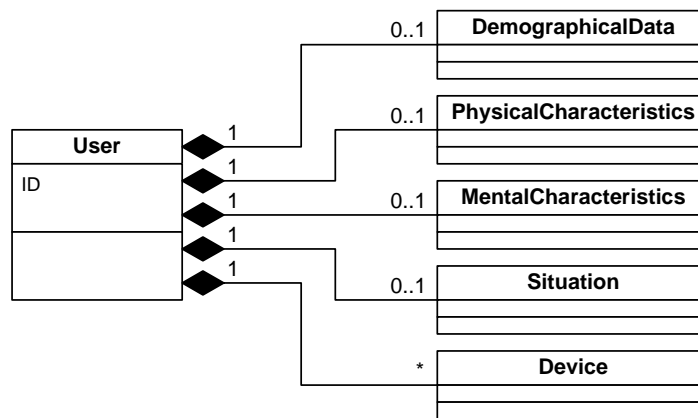 0..1
DemographicalData
1
User
ID
1
0..1
PhysicalCharacteristics
1
0..1
MentalCharacteristics
1
0..1
Situation
1
*
Device